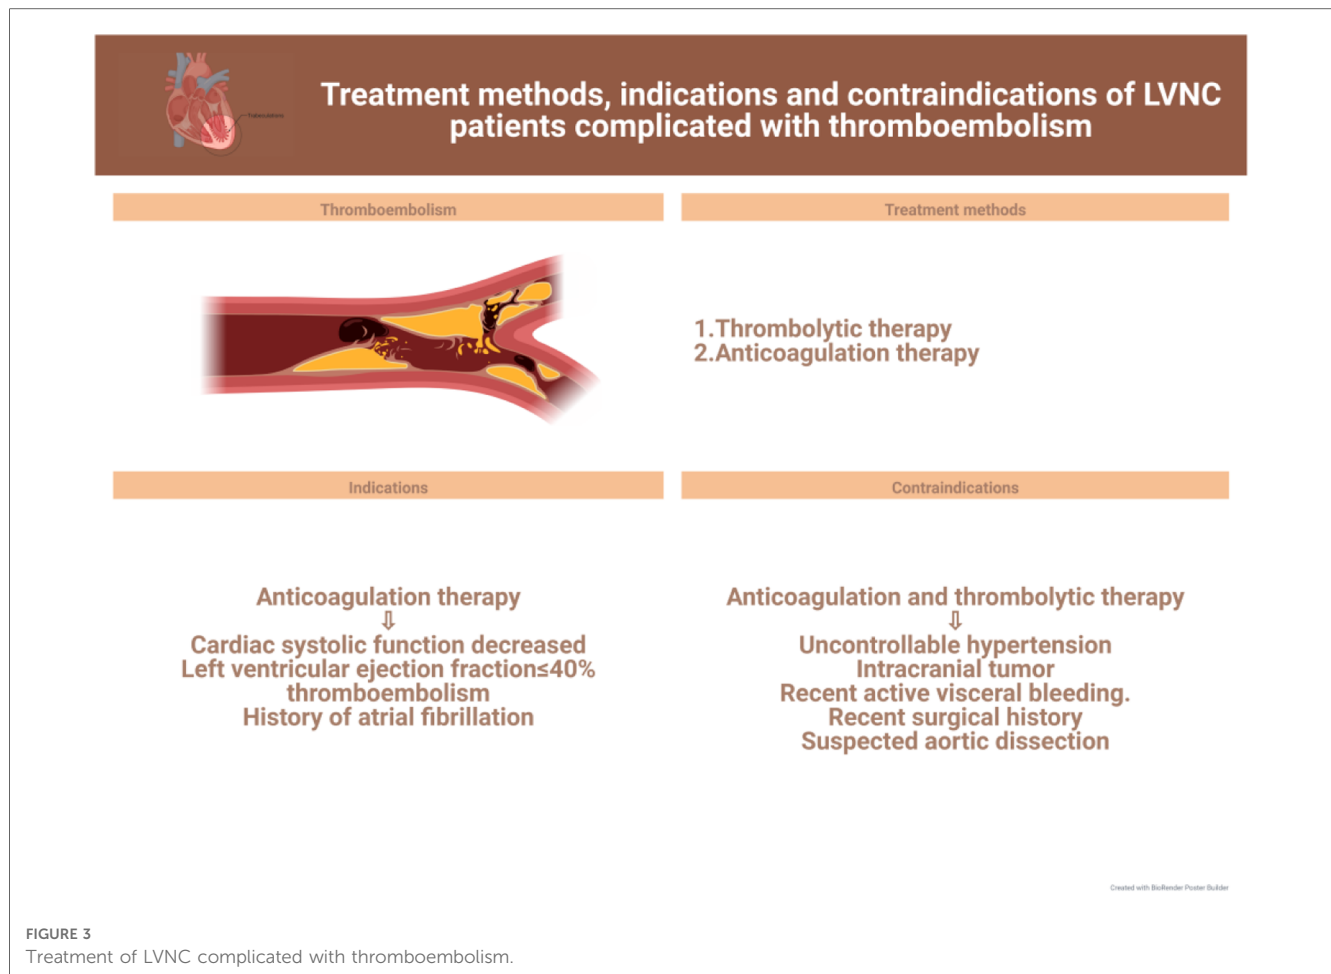 Trabeculations
Treatment methods, indications and contraindications of LVNC
patients complicated with thromboembolism
Thromboembolism
Treatment methods
1.Thrombolytic therapy
2.Anticoagulation therapy
Indications
Contraindications
Anticoagulation therapy
⇩
Cardiac systolic function decreased
Left ventricular ejection fraction≤40%
thromboembolism
History of atrial fibrillation
Anticoagulation and thrombolytic therapy
⇩
Uncontrollable hypertension
Intracranial tumor
Recent active visceral bleeding.
Recent surgical history
Suspected aortic dissection
Created with BioRender Poster Builder
FIGURE 3
Treatment of LVNC complicated with thromboembolism.